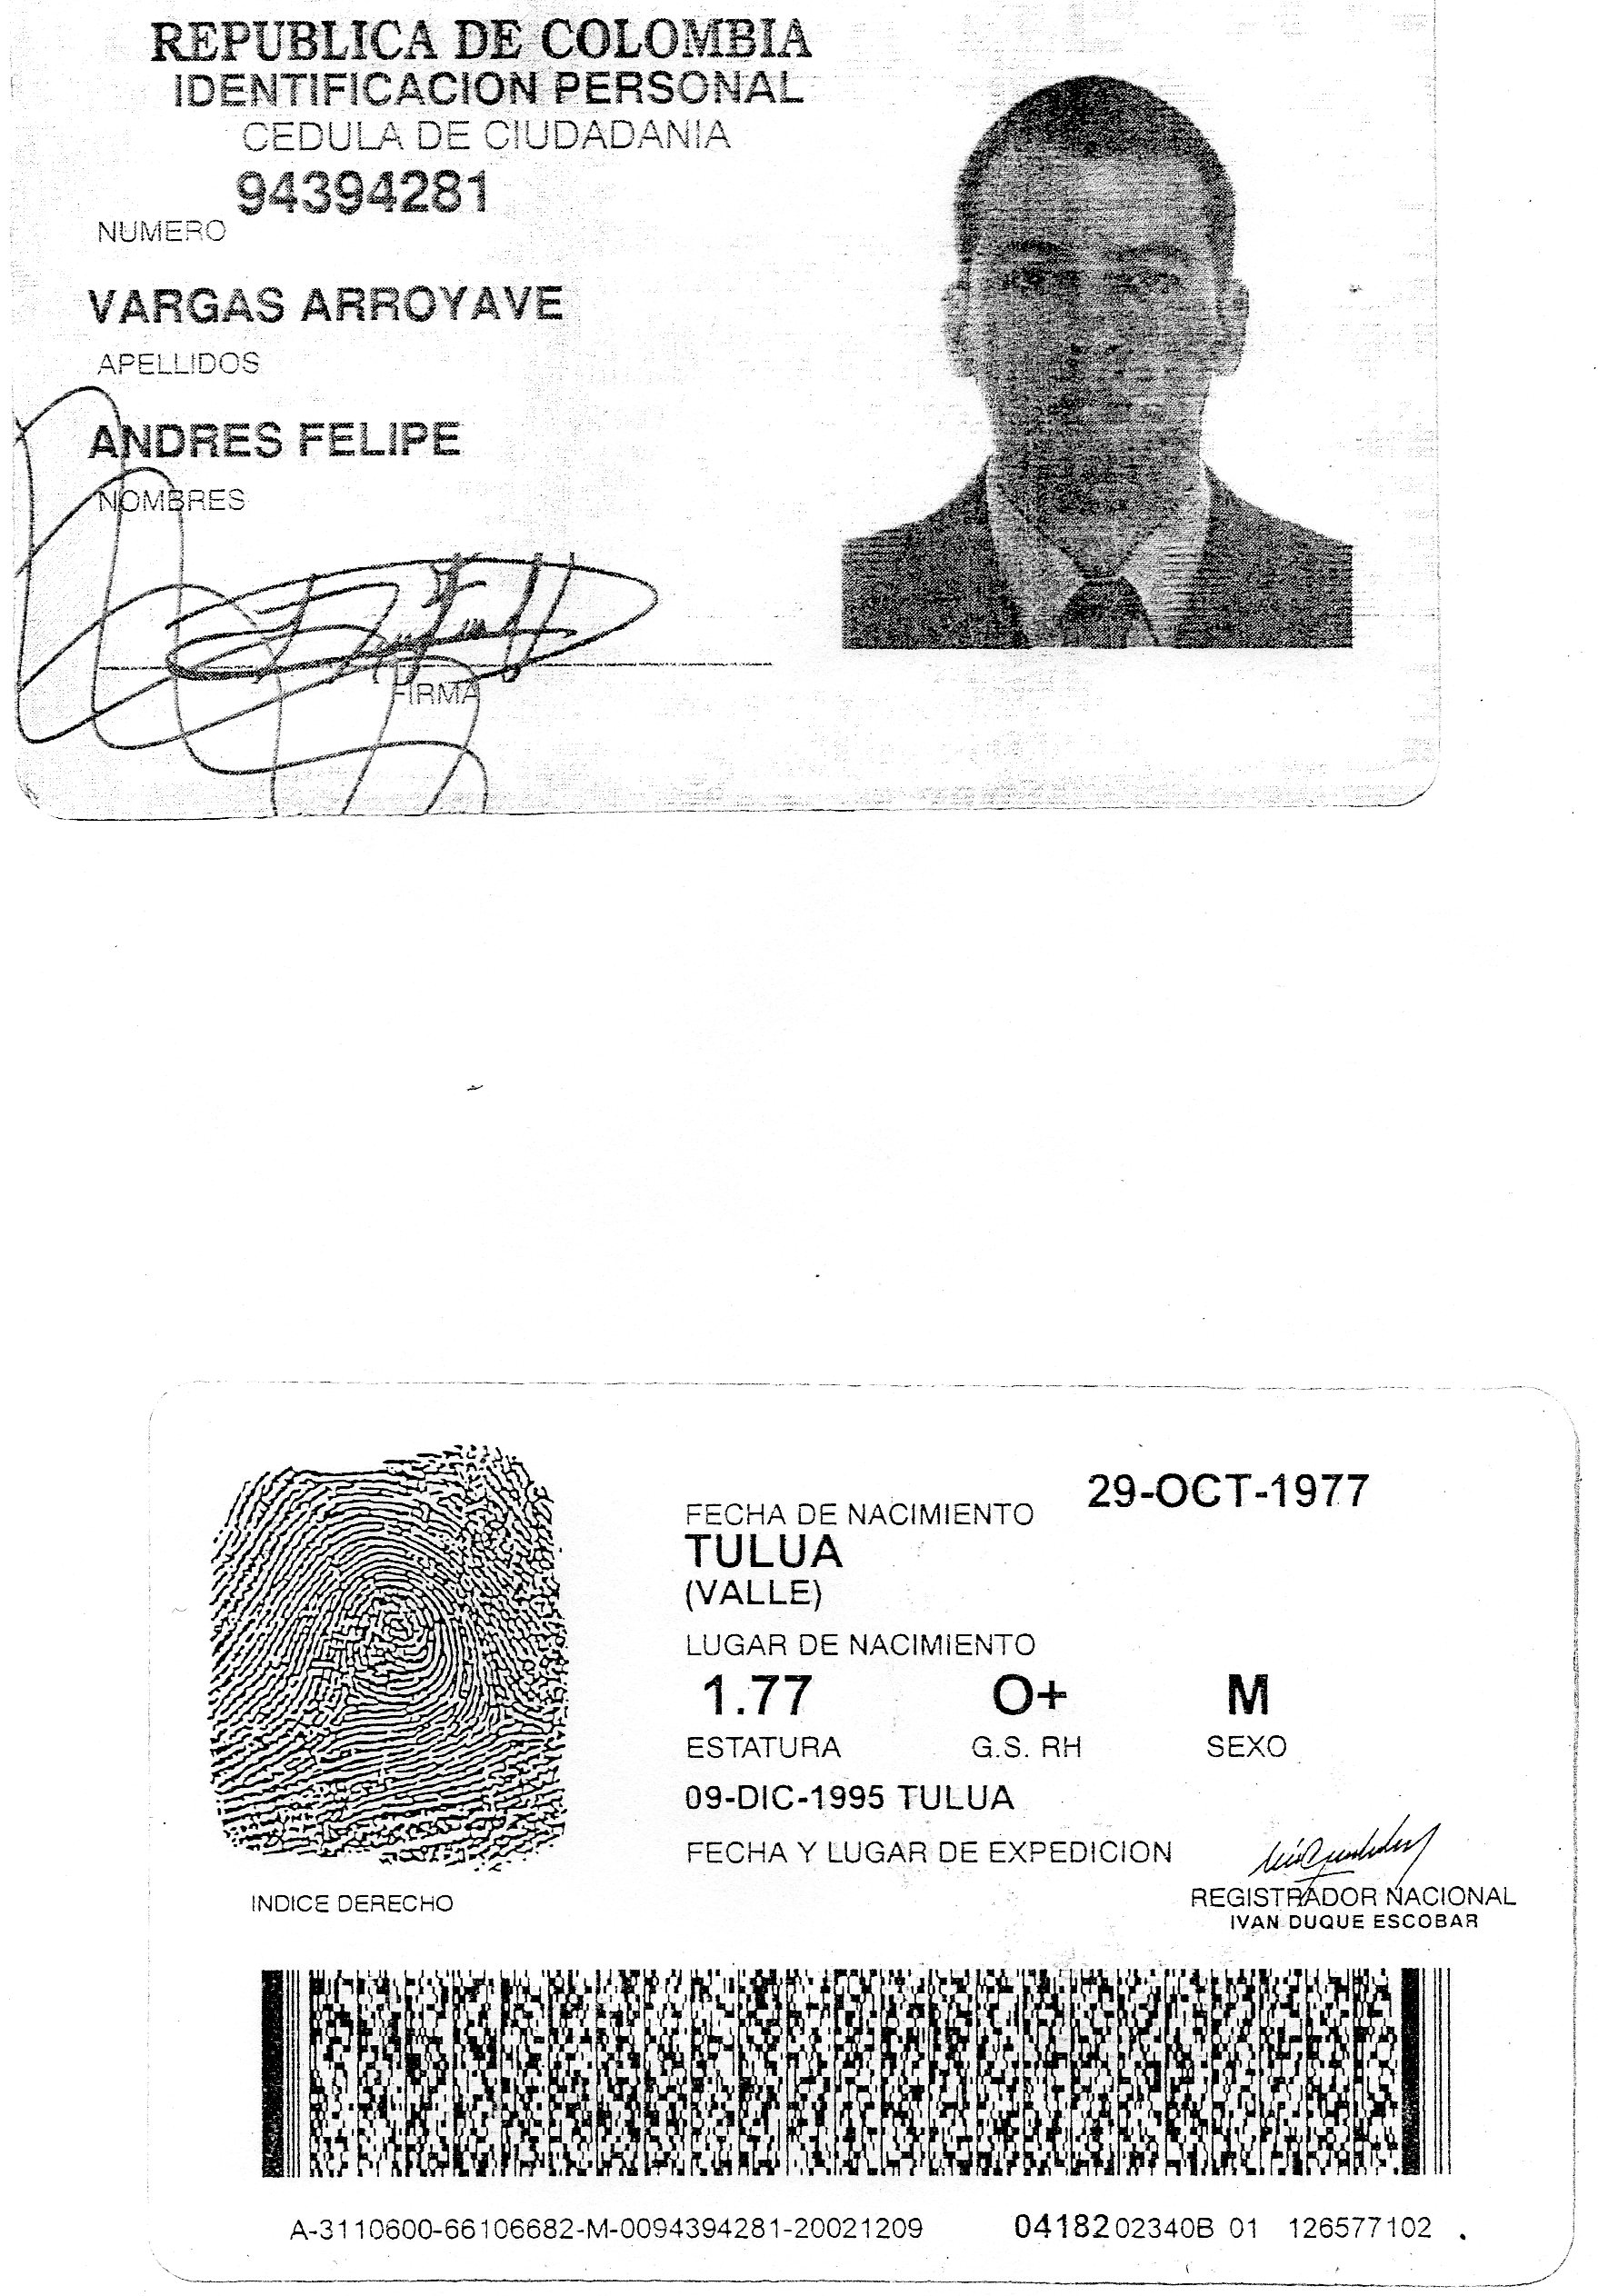 REPUBLICA DE COLOMBIA
IDENTIFICACION PERSONAL
CEDULA DE CIUDADANIA
94394281
NUMERO
VARGAS ARROYAVE
APELLIDOS
ANDRES FELIPE
NOMBRES
FIRMA
29-OCT-1977
FECHA DE NACIMIENTO
TULUA
(VALLE)
LUGAR DE NACIMIENTO
1.77 O+ M
ESTATURA G.S. RH SEXO
09-DIC-1995 TULUA
FECHA Y LUGAR DE EXPEDICION
REGISTRADOR NACIONAL
IVAN DUQUE ESCOBAR
INDICE DERECHO
A-3110600-66106682-M-0094394281-20021209 0418202340B 01 126577102